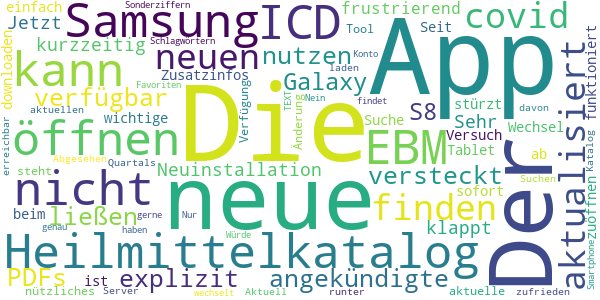 einfach
Jetzt
Samsung
Sonderziffern
ICD
frustrierend
Tool
Seit
covid
kurzzeitig
Schlagwörtern
neuen
nutzen
Konto
App
downloaden
kann
Zusatzinfos
Galaxy
laden
Favoriten
verfügbar
Verfügung
TEXT
Nein
findet
S8
stürzt
davon
aktuellen
wichtige
Die
Änderung
Suche
Sehr
Wechsel
öffnen
EBM
Versuch
erreichbar
Abgesehen
Quartals
Neuinstallation
versteckt
Tablet
ab
Suchen
steht
nicht
neue
finden
klappt
sofort
beim
ließen
gerne
Nur
genau
haben
Würde
Heilmittelkatalog
Der
aktualisiert
funktioniert
zuöffnen
Katalog
Smartphone
PDFs
ist
explizit
angekündigte
nützliches
Server
wechselt
Aktuell
runter
aktuelle
zufrieden